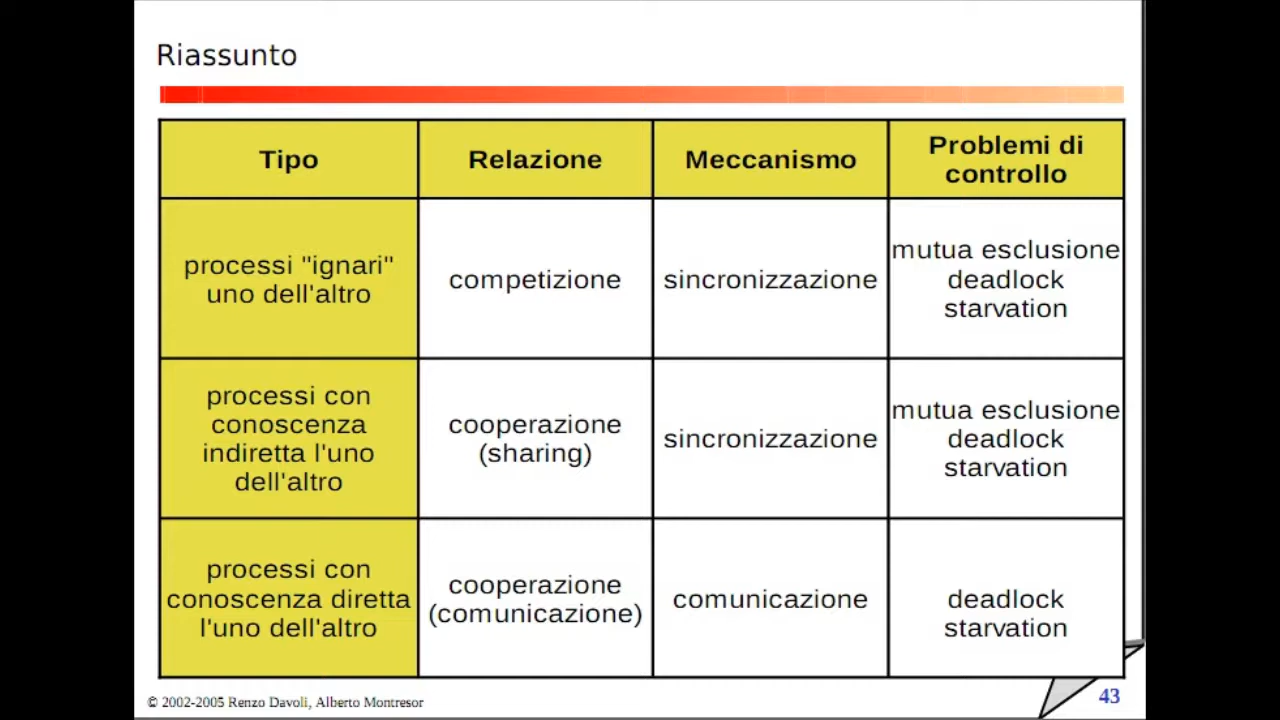 Riassunto
Tipo
Relazione
Meccanismo
Problemi di
controllo
processi "ignari"
uno dell'altro
competizione
sincronizzazione
mutua esclusione
deadlock
starvation
processi con
conoscenza
indiretta l'uno
dell'altro
cooperazione
(sharing)
sincronizzazione
mutua esclusione
deadlock
starvation
processi con
conoscenza diretta
l'uno dell'altro
cooperazione
(comunicazione)
comunicazione
deadlock
starvation
© 2002-2005 Renzo Davoli, Alberto Montresor
43